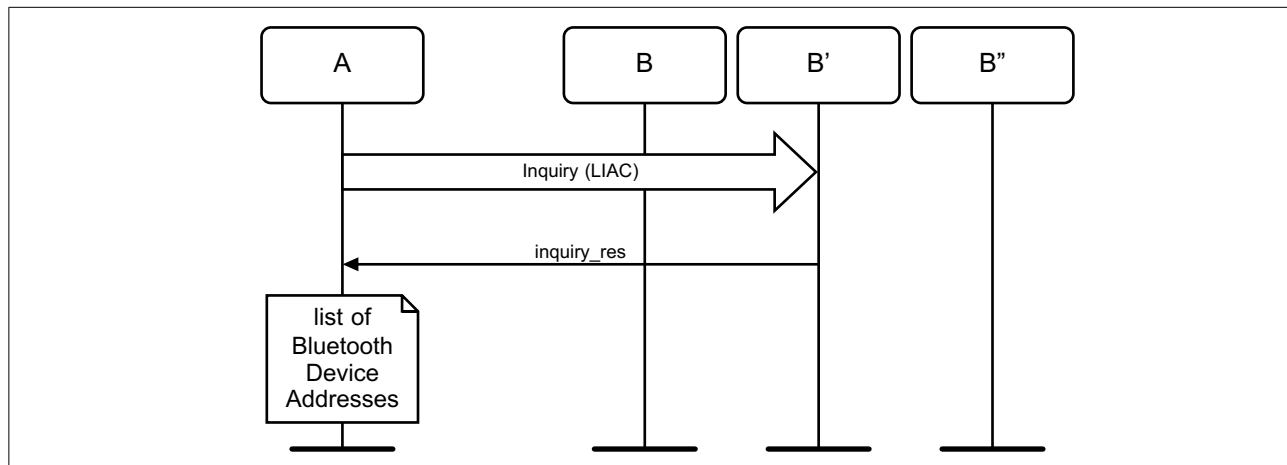 A
B
B’
B”
Inquiry (LIAC)
inquiry_res
list of
Bluetooth
Device
Addresses